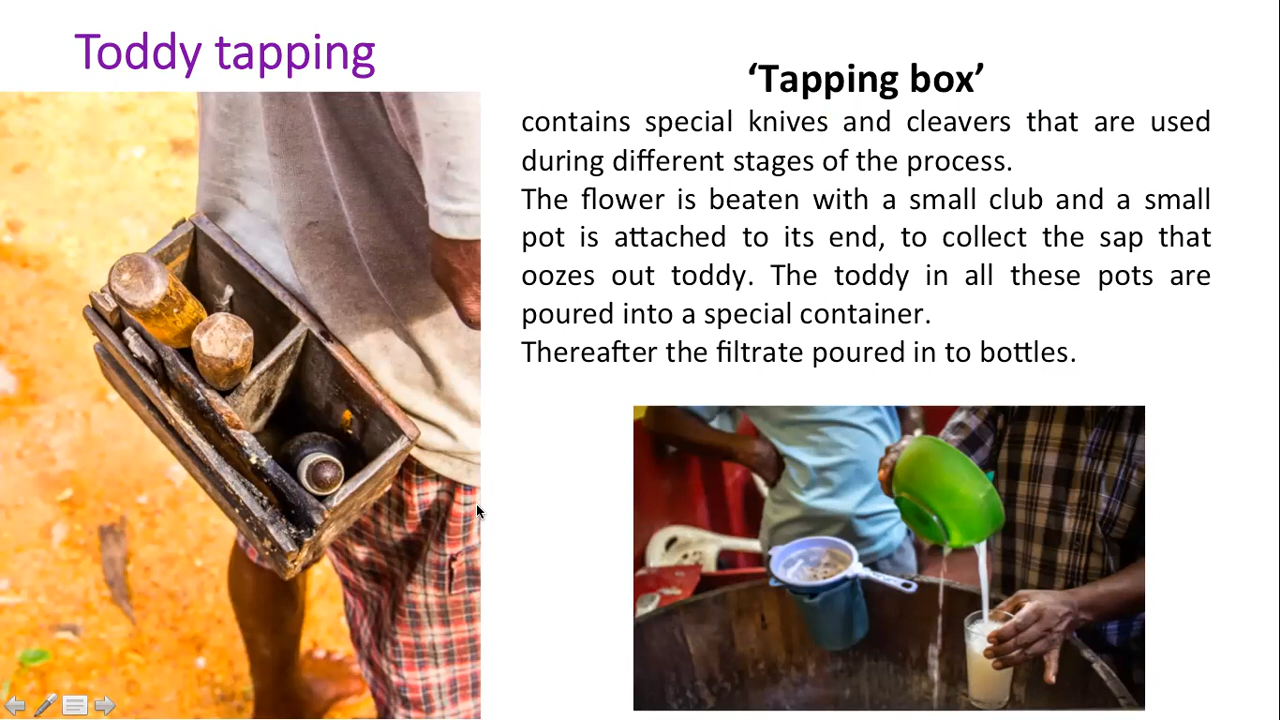 Toddy tapping
‘Tapping box’
contains special knives and cleavers that are used
during different stages of the process.
The flower is beaten with a small club and a small
pot is attached to its end, to collect the sap that
oozes out toddy. The toddy in all these pots are
poured into a special container.
Thereafter the filtrate poured in to bottles.